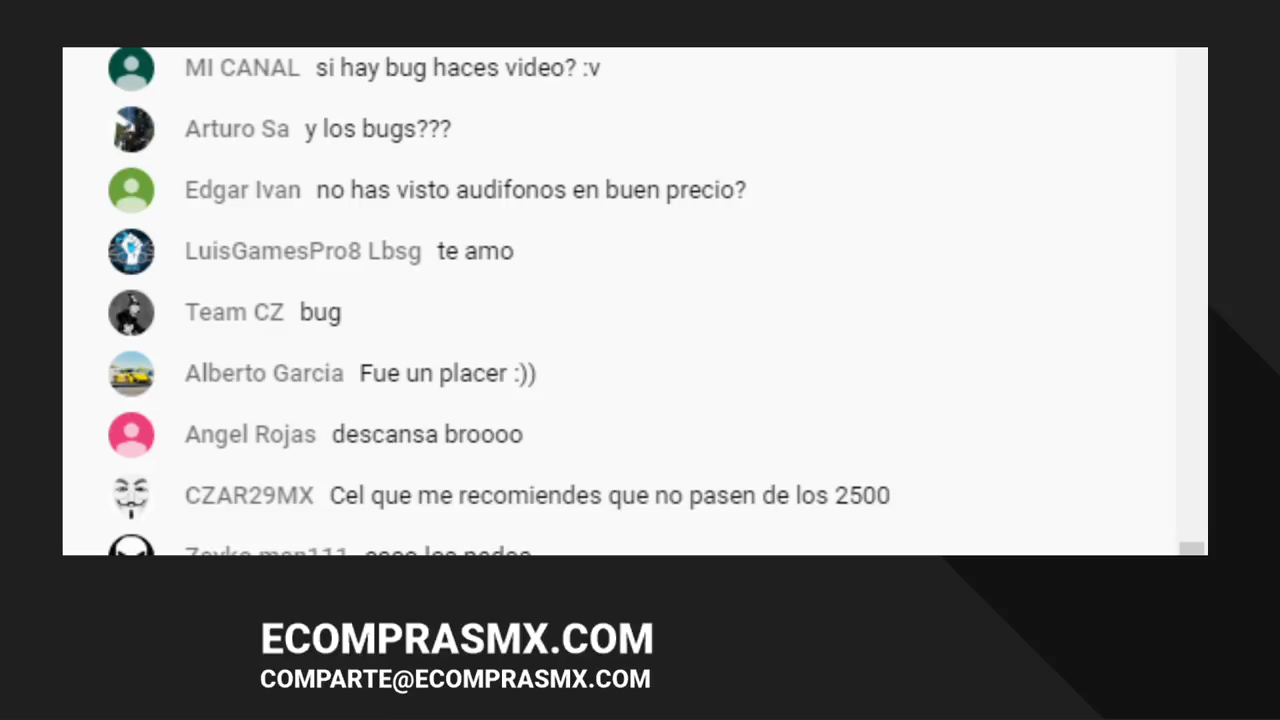 MI CANAL si hay bug haces video? :v
Arturo Sa y los bugs???
Edgar Ivan no has visto audifonos en buen precio?
LuisGamesPro8 Lbsg te amo
Team CZ bug
Alberto Garcia Fue un placer :))
Angel Rojas descansa broooo
CZAR29MX Cel que me recomiendes que no pasen de los 2500
ECOMPRASMX.COM
COMPARTE@ECOMPRASMX.COM